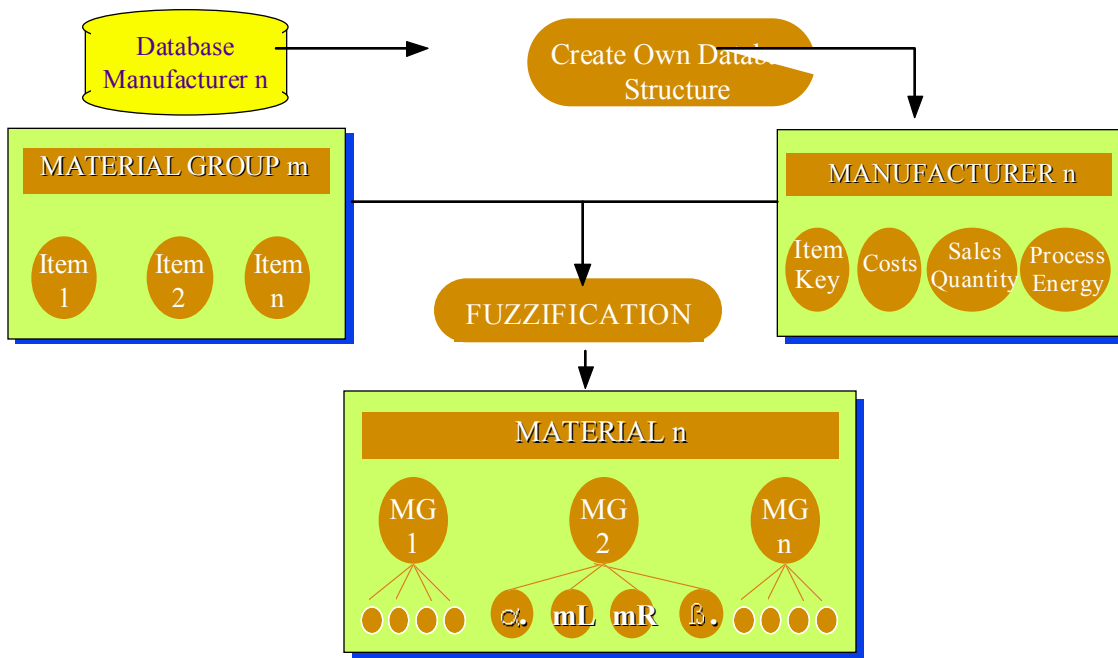 Database
Manufacturer n
Create Own Database
Structure
MATERIAL GROUP m
Item
1
Item
2
Item
n
MANUFACTURER n
Item
Key
Costs
Sales
Quantity
Process
Energy
FUZZIFICATION
MATERIAL n
MG
1
MG
2
MG
n
α.
mL
mR
ß.